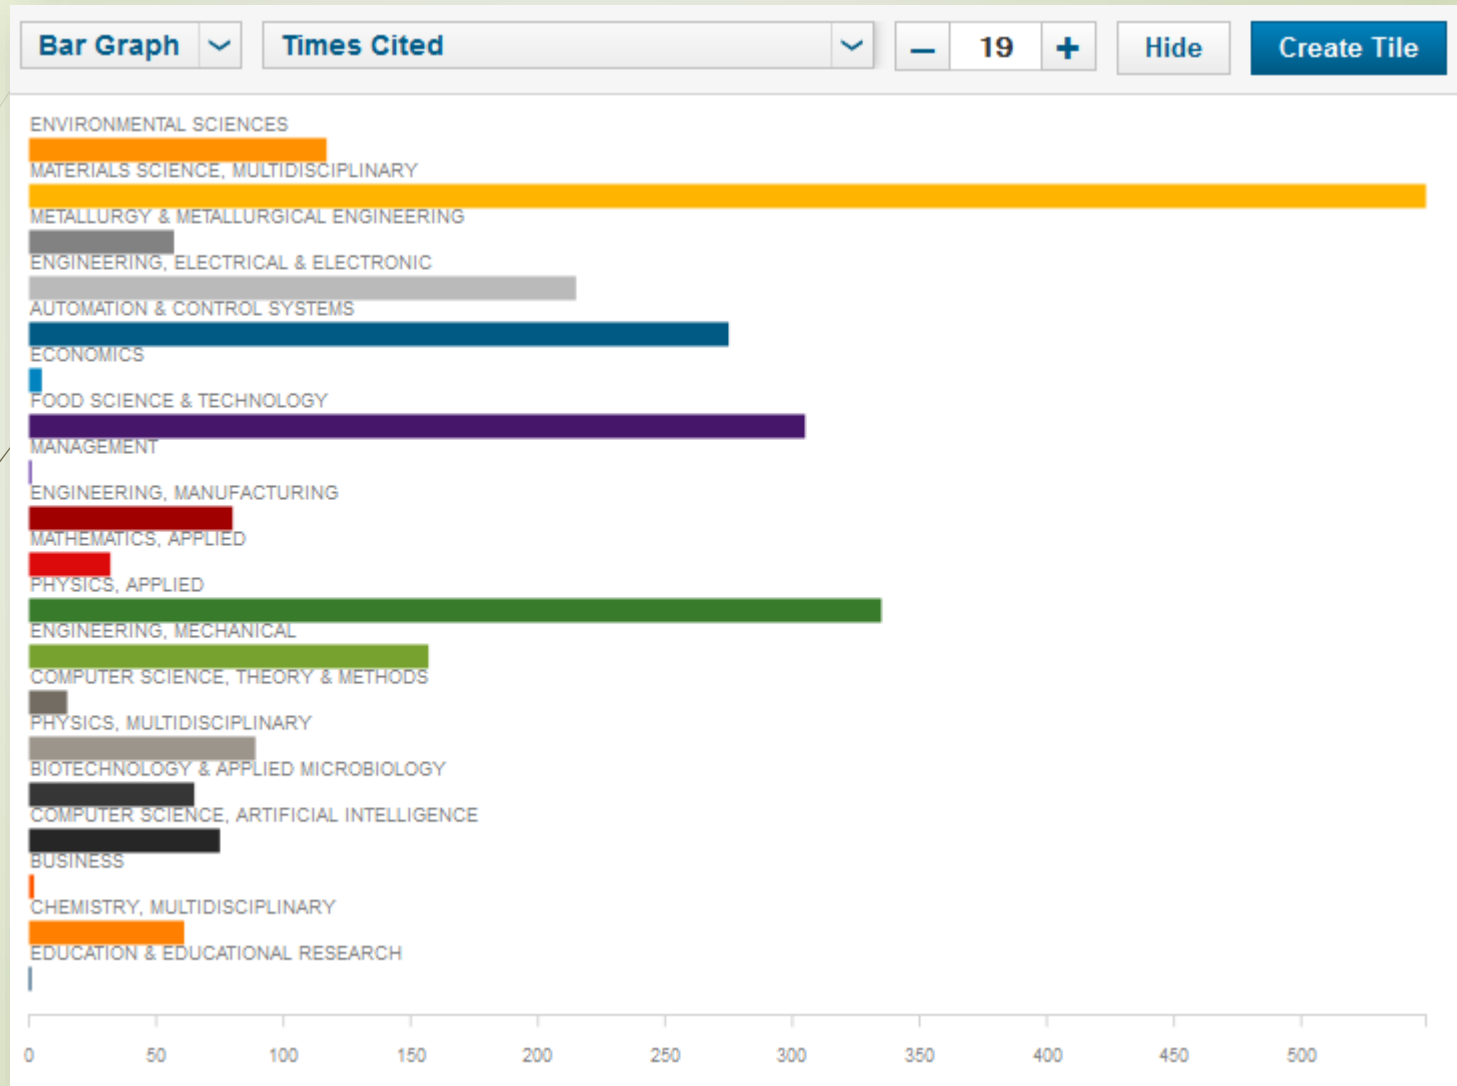 Bar Graph Times Cited — 19 + Hide Create Tile
ENVIRONMENTAL SCIENCES
MATERIALS SCIENCE, MULTIDISCIPLINARY
METALLURGY & METALLURGICAL ENGINEERING
ENGINEERING, ELECTRICAL & ELECTRONIC
AUTOMATION & CONTROL SYSTEMS
ECONOMICS
FOOD SCIENCE & TECHNOLOGY
MANAGEMENT
ENGINEERING, MANUFACTURING
MATHEMATICS, APPLIED
PHYSICS, APPLIED
ENGINEERING, MECHANICAL
COMPUTER SCIENCE, THEORY & METHODS
PHYSICS, MULTIDISCIPLINARY
BIOTECHNOLOGY & APPLIED MICROBIOLOGY
COMPUTER SCIENCE, ARTIFICIAL INTELLIGENCE
BUSINESS
CHEMISTRY, MULTIDISCIPLINARY
EDUCATION & EDUCATIONAL RESEARCH
0 50 100 150 200 250 300 350 400 450 500